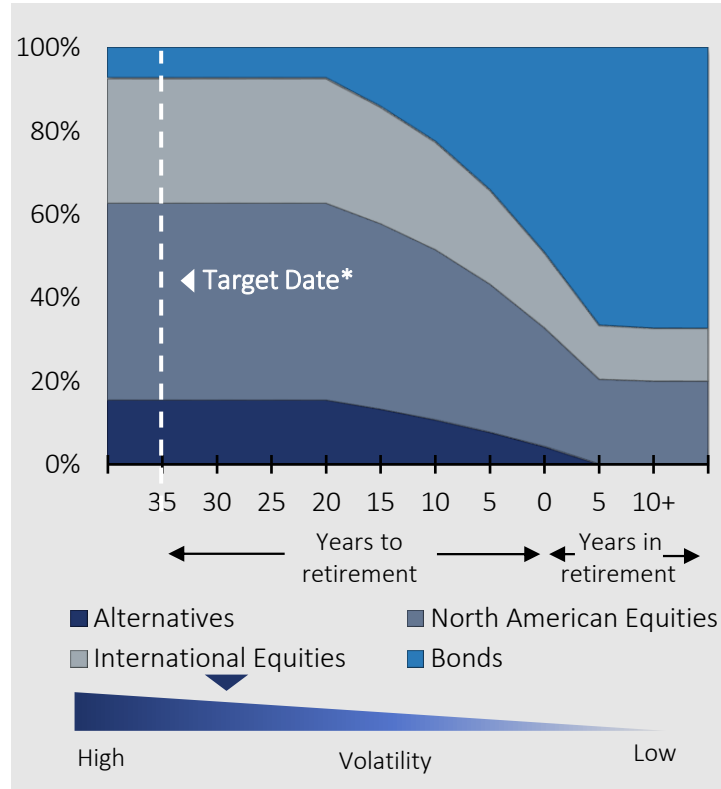 100%
80%
60%
40%
20%
0%
Target Date*
35 30 25 20 15 10 5 0 5 10+
Years to
retirement
Years in
retirement
Alternatives
North American Equities
International Equities
Bonds
High
Volatility
Low